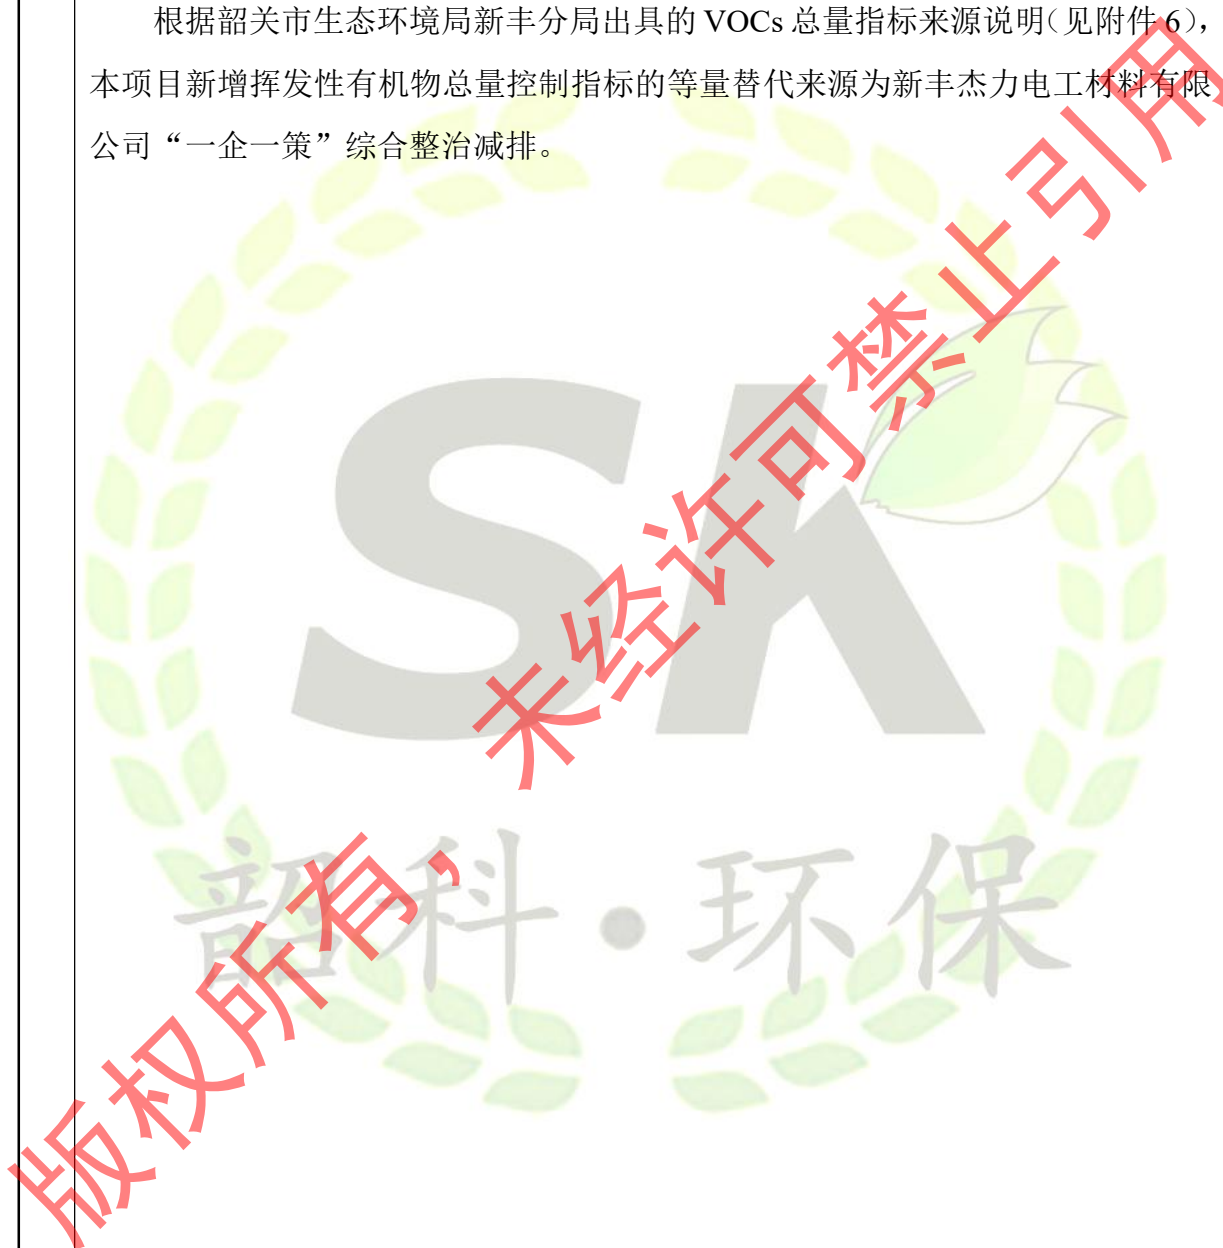 根据韶关市生态环境局新丰分局出具的 VOCs 总量指标来源说明（见附件 6），
本项目新增挥发性有机物总量控制指标的等量替代来源为新丰杰力电工材料有限
公司“一企一策”综合整治减排。
版权所有，未经许可禁止引用
SK
韶科·环保